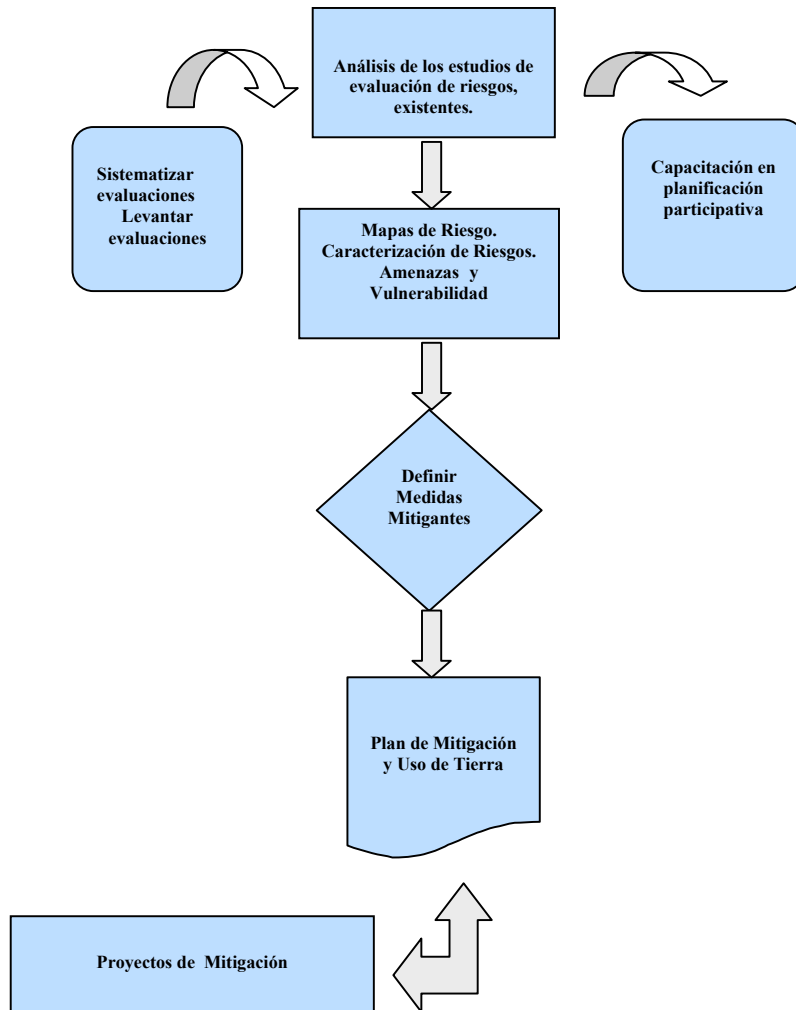 Análisis de los estudios de
evaluación de riesgos,
existentes.
Sistematizar
evaluaciones
Levantar
evaluaciones
Capacitación en
planificación
participativa
Mapas de Riesgo.
Caracterización de Riesgos.
Amenazas y
Vulnerabilidad
Definir
Medidas
Mitigantes
Plan de Mitigación
y Uso de Tierra
Proyectos de Mitigación